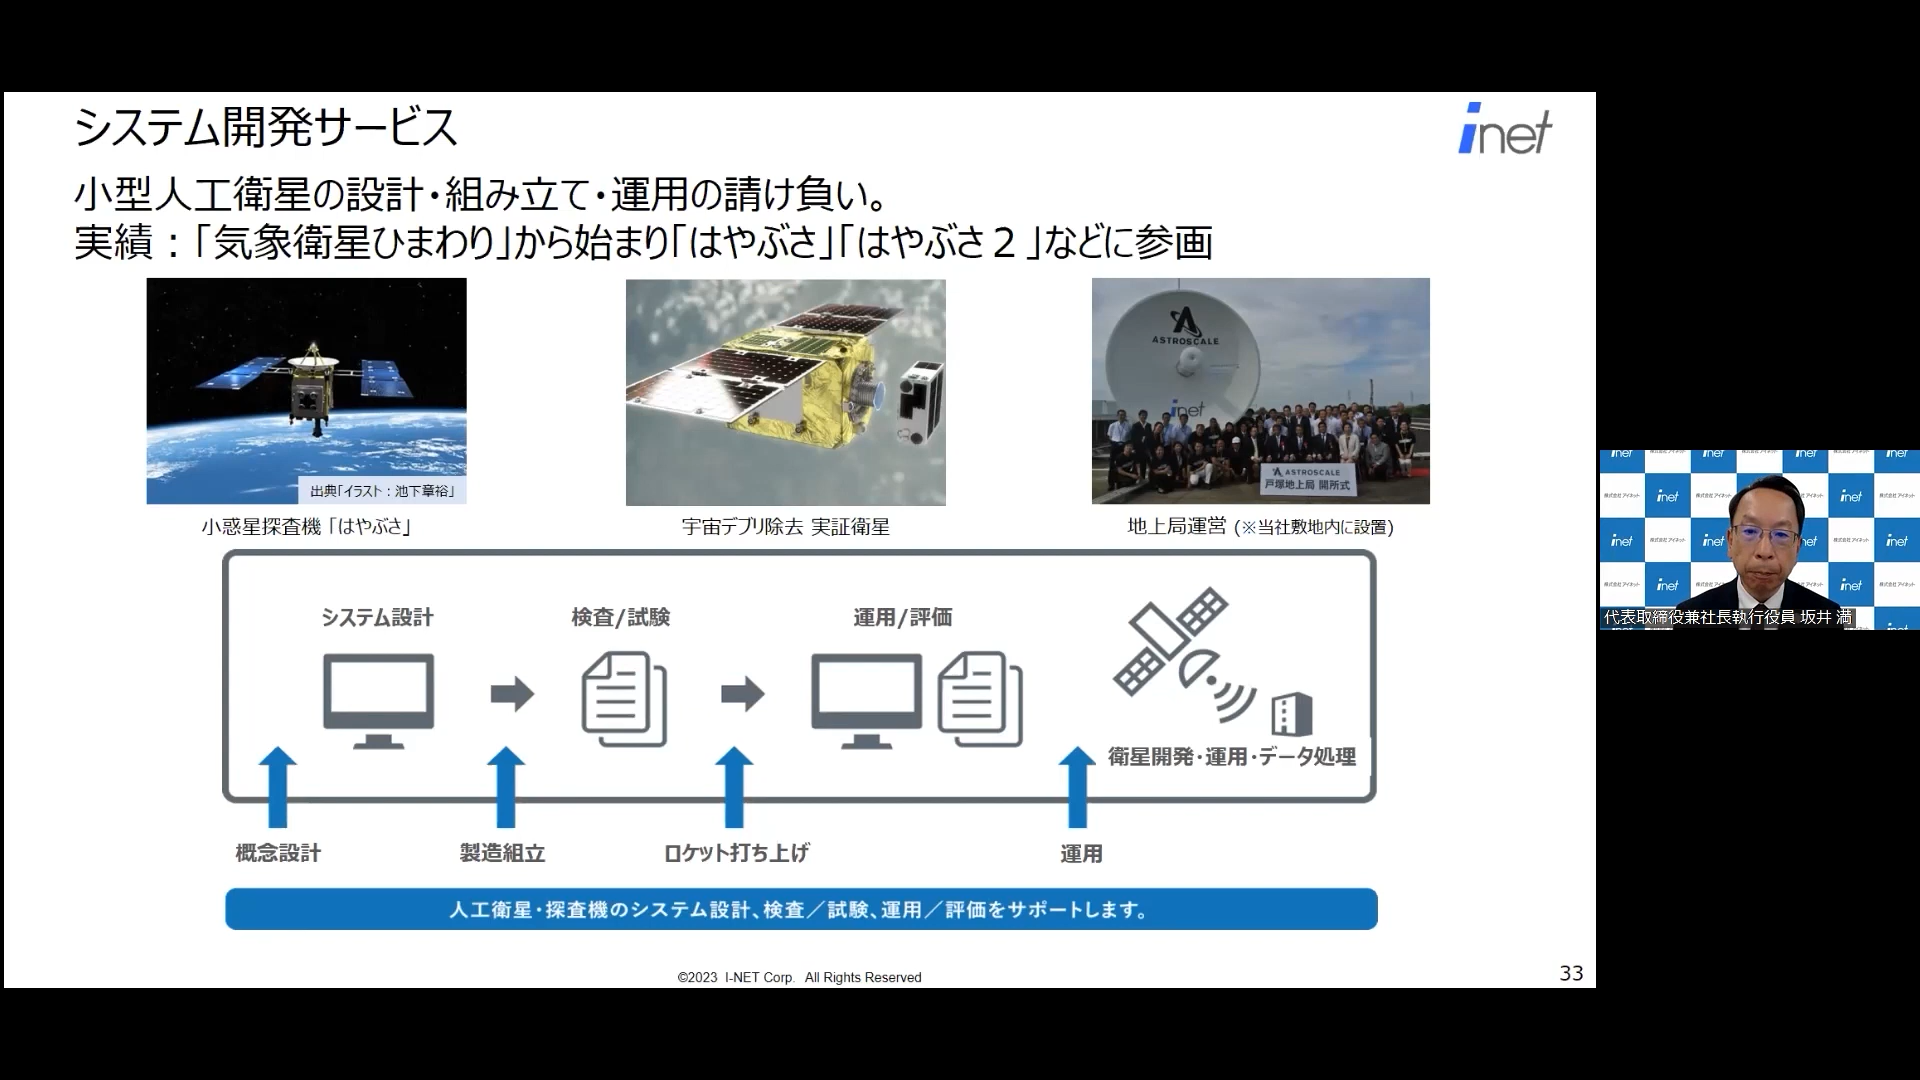 システム開発サービス
inet
小型人工衛星の設計・組み立て・運用の請け負い。
実績：「気象衛星ひまわり」から始まり「はやぶさ」「はやぶさ２」などに参画
出典「イラスト：池下章裕」
ASTROSCALE
inet
ASTROSCALE
戸塚地上局 開所式
小惑星探査機「はやぶさ」
宇宙デブリ除去 実証衛星
地上局運営 (※当社敷地内に設置)
システム設計
検査/試験
運用/評価
衛星開発・運用・データ処理
概念設計
製造組立
ロケット打ち上げ
運用
人工衛星・探査機のシステム設計、検査／試験、運用／評価をサポートします。
©2023 I-NET Corp. All Rights Reserved
33
inet
株式会社アイネット
代表取締役兼社長執行役員 坂井 満